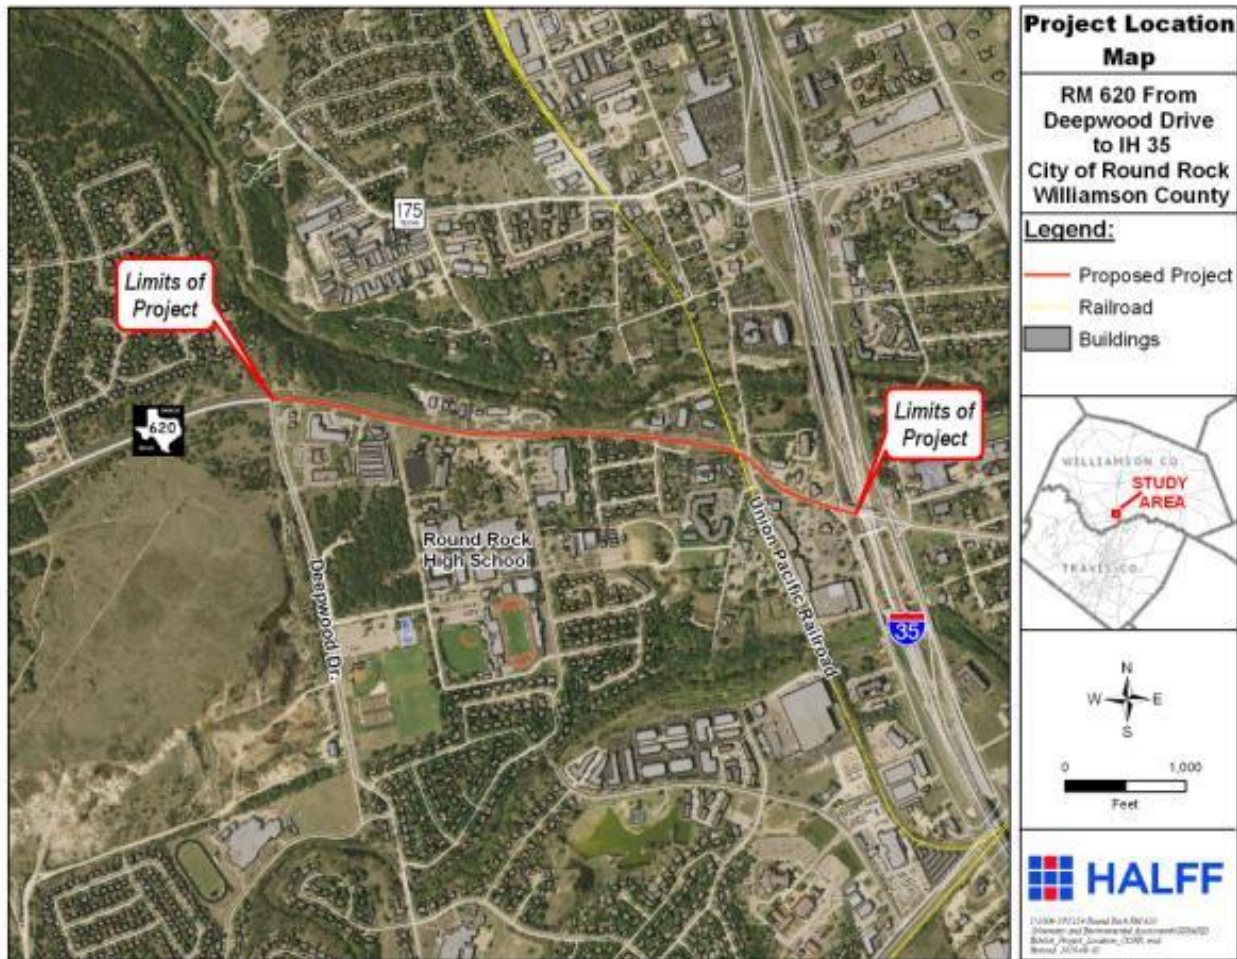 Project Location
Map
RM 620 From
Deepwood Drive
to IH 35
City of Round Rock
Williamson County
Legend:
Proposed Project
Railroad
Buildings
WILLIAMSON CO.
STUDY
AREA
TRAVIS CO.
N
W
E
S
0
1,000
Feet
HALFF
175
Limits of
Project
620
Limits of
Project
Round Rock
High School
Deepwood Dr.
Union Pacific Railroad
35